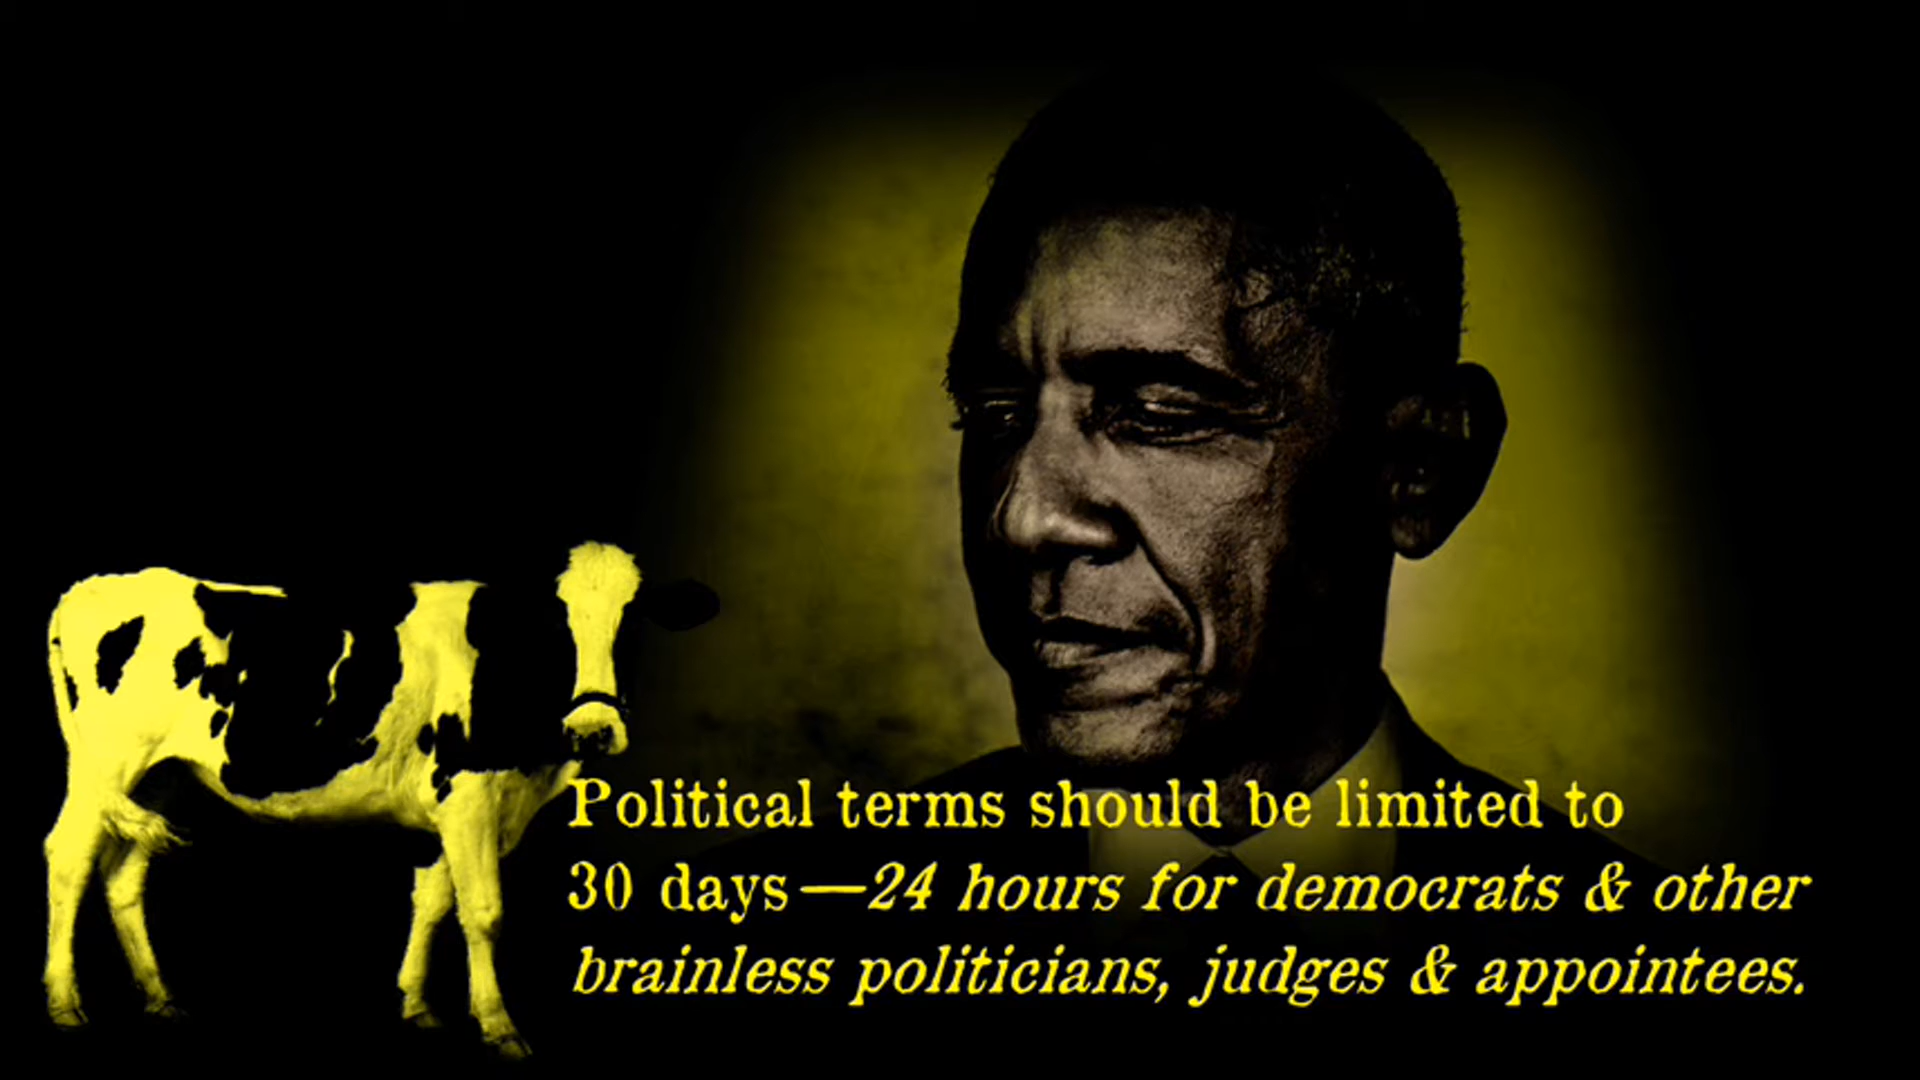 Political terms should be limited to
30 days—24 hours for democrats & other
brainless politicians, judges & appointees.